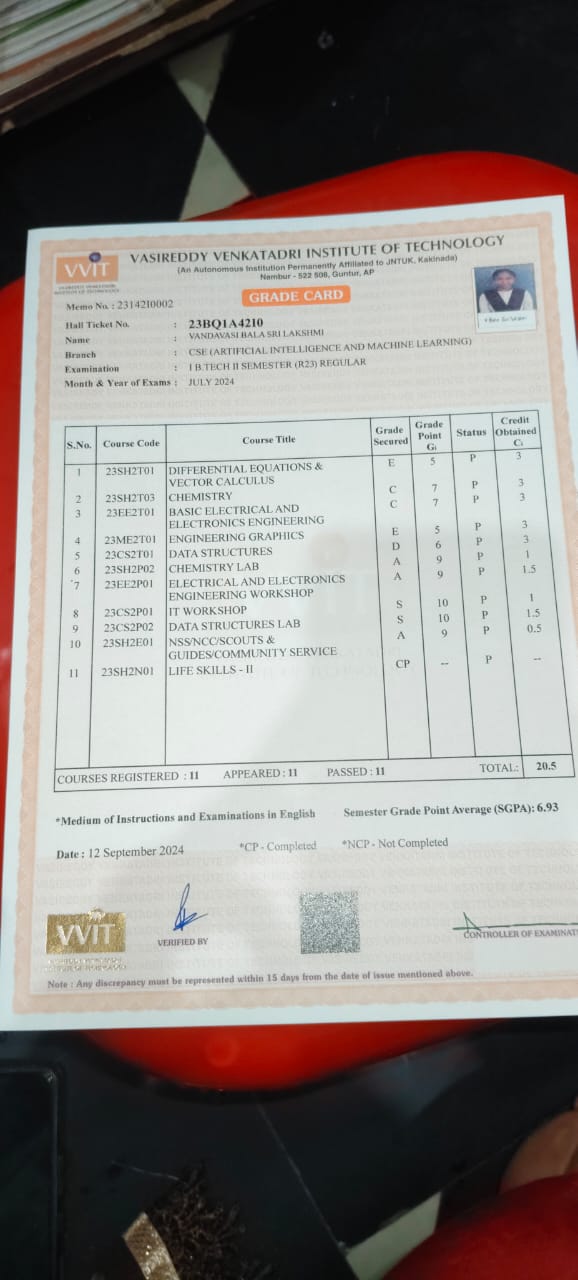 VVIT
VASIREDDY VENKATADRI
INSTITUTE OF TECHNOLOGY
VASIREDDY VENKATADRI INSTITUTE OF TECHNOLOGY
(An Autonomous Institution Permanently Affiliated to JNTUK, Kakinada)
Nambur - 522 508, Guntur, AP
GRADE CARD
Memo No. : 2314210002
Hall Ticket No. : 23BQ1A4210
Name : VANDAVASI BALA SRI LAKSHMI
Branch : CSE (ARTIFICIAL INTELLIGENCE AND MACHINE LEARNING)
Examination : I B.TECH II SEMESTER (R23) REGULAR
Month & Year of Exams : JULY 2024
S.No. Course Code Course Title Grade Secured Grade Point Gi Status Credit Obtained Ci
1 23SH2T01 DIFFERENTIAL EQUATIONS & E 5 P 3
VECTOR CALCULUS
2 23SH2T03 CHEMISTRY C 7 P 3
3 23EE2T01 BASIC ELECTRICAL AND C 7 P 3
ELECTRONICS ENGINEERING
4 23ME2T01 ENGINEERING GRAPHICS E 5 P 3
5 23CS2T01 DATA STRUCTURES D 6 P 3
6 23SH2P02 CHEMISTRY LAB A 9 P 1
7 23EE2P01 ELECTRICAL AND ELECTRONICS A 9 P 1.5
ENGINEERING WORKSHOP
8 23CS2P01 IT WORKSHOP S 10 P 1
9 23CS2P02 DATA STRUCTURES LAB S 10 P 1.5
10 23SH2E01 NSS/NCC/SCOUTS & A 9 P 0.5
GUIDES/COMMUNITY SERVICE
11 23SH2N01 LIFE SKILLS - II CP -- P --
COURSES REGISTERED : 11 APPEARED : 11 PASSED : 11 TOTAL: 20.5
*Medium of Instructions and Examinations in English Semester Grade Point Average (SGPA): 6.93
Date : 12 September 2024 *CP - Completed *NCP - Not Completed
VVIT
VERIFIED BY
CONTROLLER OF EXAMINAT
Note : Any discrepancy must be represented within 15 days from the date of issue mentioned above.